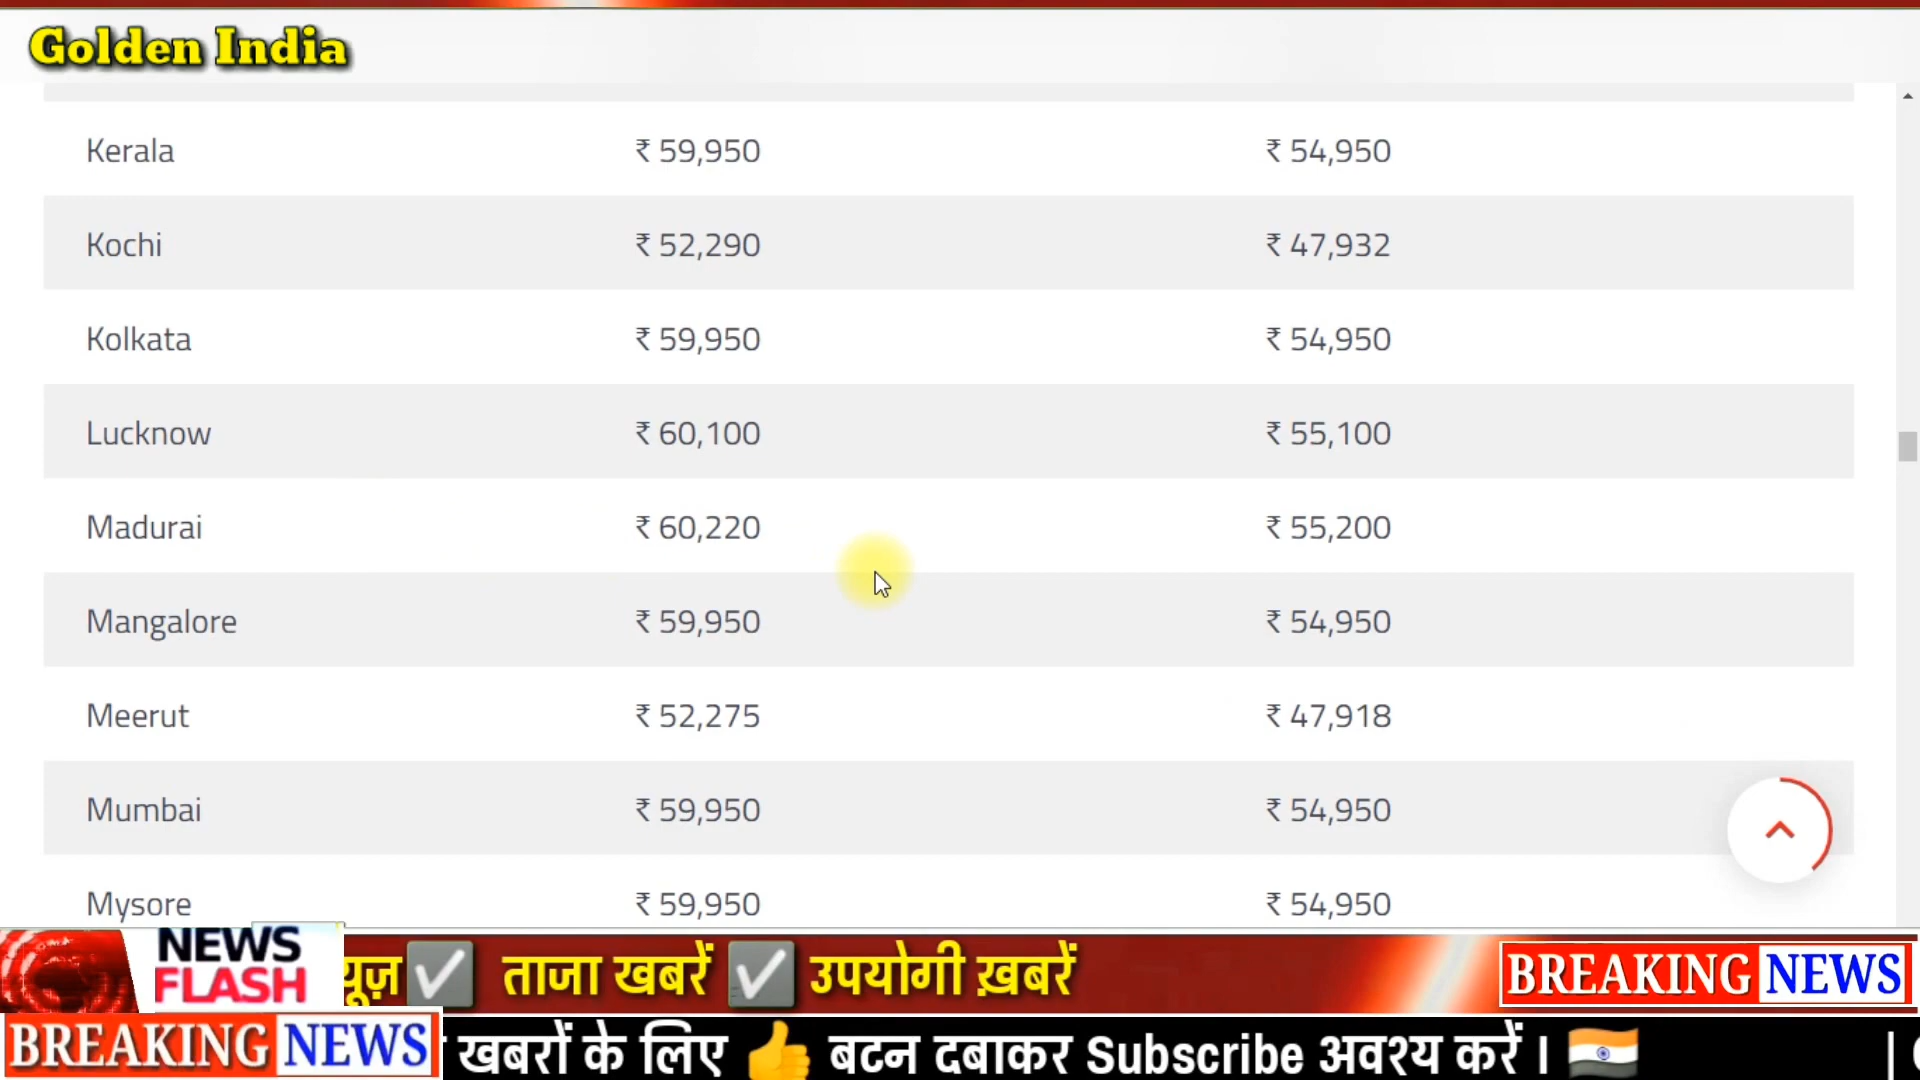 Golden India
Kerala ₹ 59,950 ₹ 54,950
Kochi ₹ 52,290 ₹ 47,932
Kolkata ₹ 59,950 ₹ 54,950
Lucknow ₹ 60,100 ₹ 55,100
Madurai ₹ 60,220 ₹ 55,200
Mangalore ₹ 59,950 ₹ 54,950
Meerut ₹ 52,275 ₹ 47,918
Mumbai ₹ 59,950 ₹ 54,950
Mysore ₹ 59,950 ₹ 54,950
NEWS
FLASH
ताजा खबरें उपयोगी ख़बरें
BREAKING NEWS
BREAKING NEWS
खबरों के लिए 👍 बटन दबाकर Subscribe अवश्य करें । 🇮🇳 |